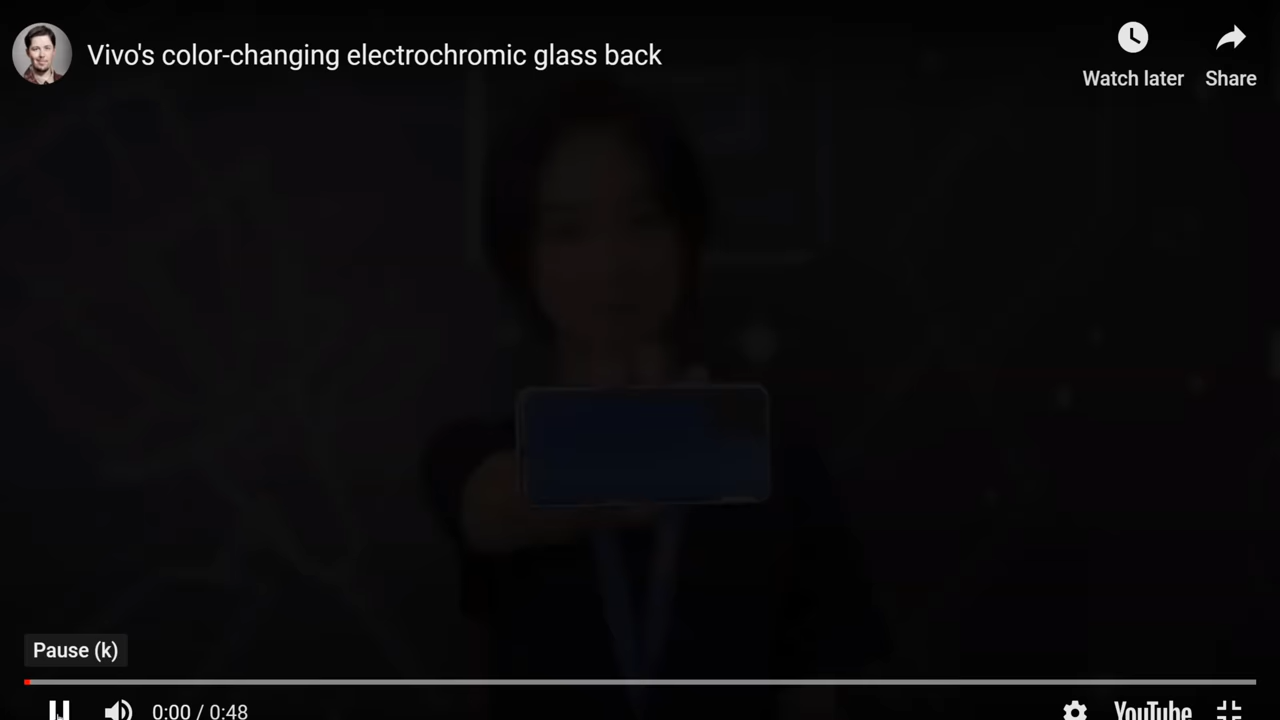 Vivo's color-changing electrochromic glass back
Watch later
Share
Pause (k)
0:00 / 0:48
YouTube